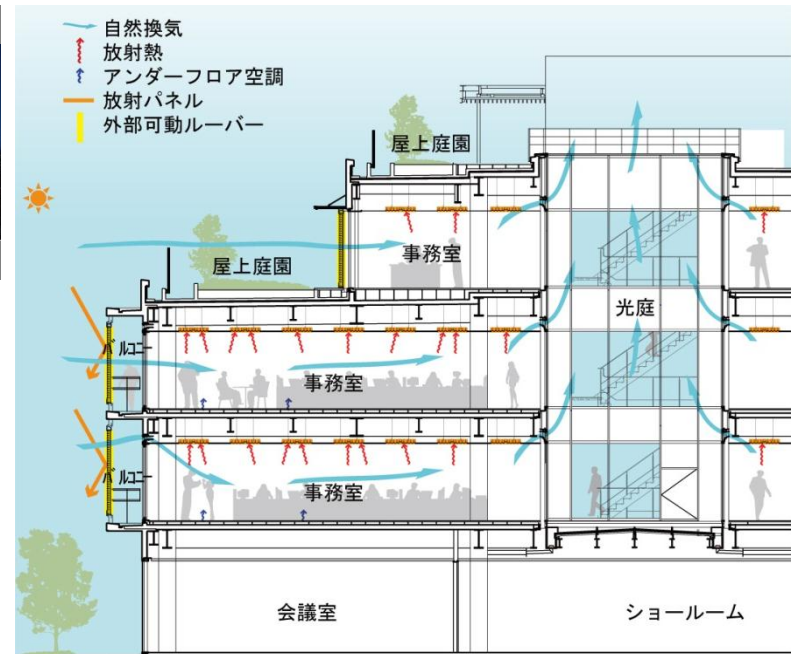 自然換気
放射熱
アンダーフロア空調
放射パネル
外部可動ルーバー
屋上庭園
事務室
屋上庭園
光庭
バルコニー
事務室
バルコニー
事務室
会議室
ショールーム